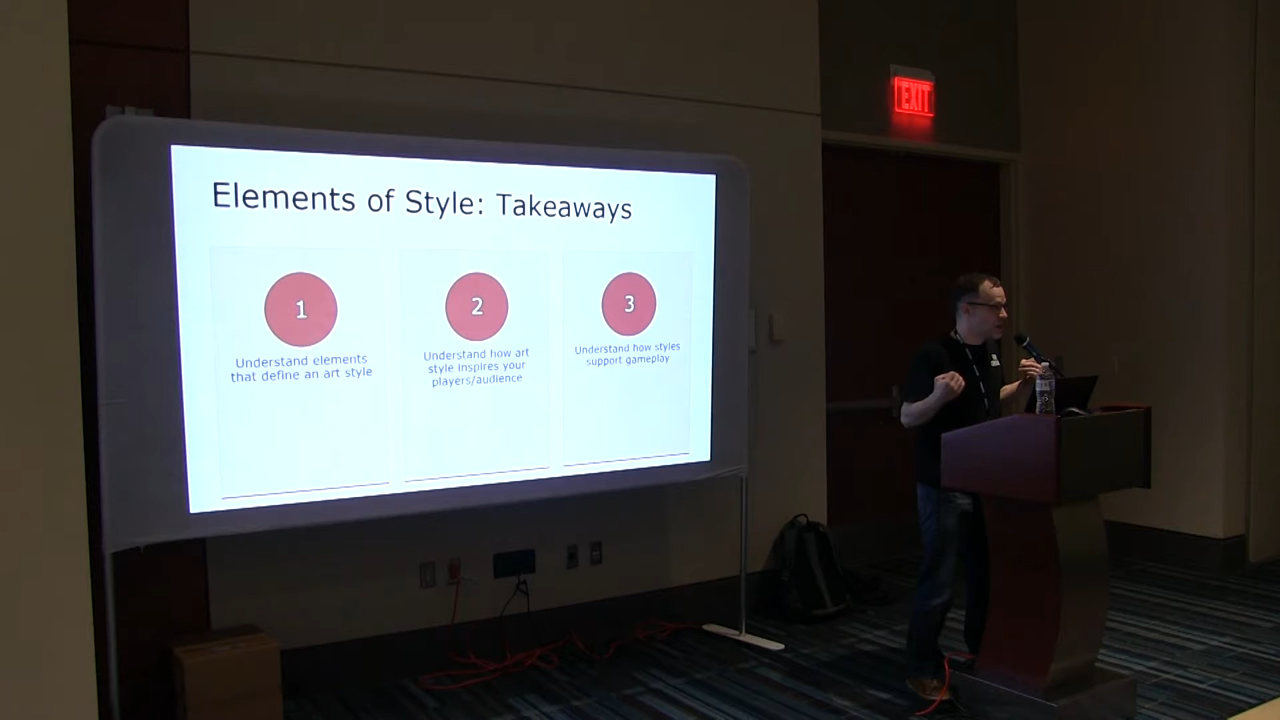 EXIT
Elements of Style: Takeaways
1
Understand elements
that define an art style
2
Understand how art
style inspires your
players/audience
3
Understand how styles
support gameplay